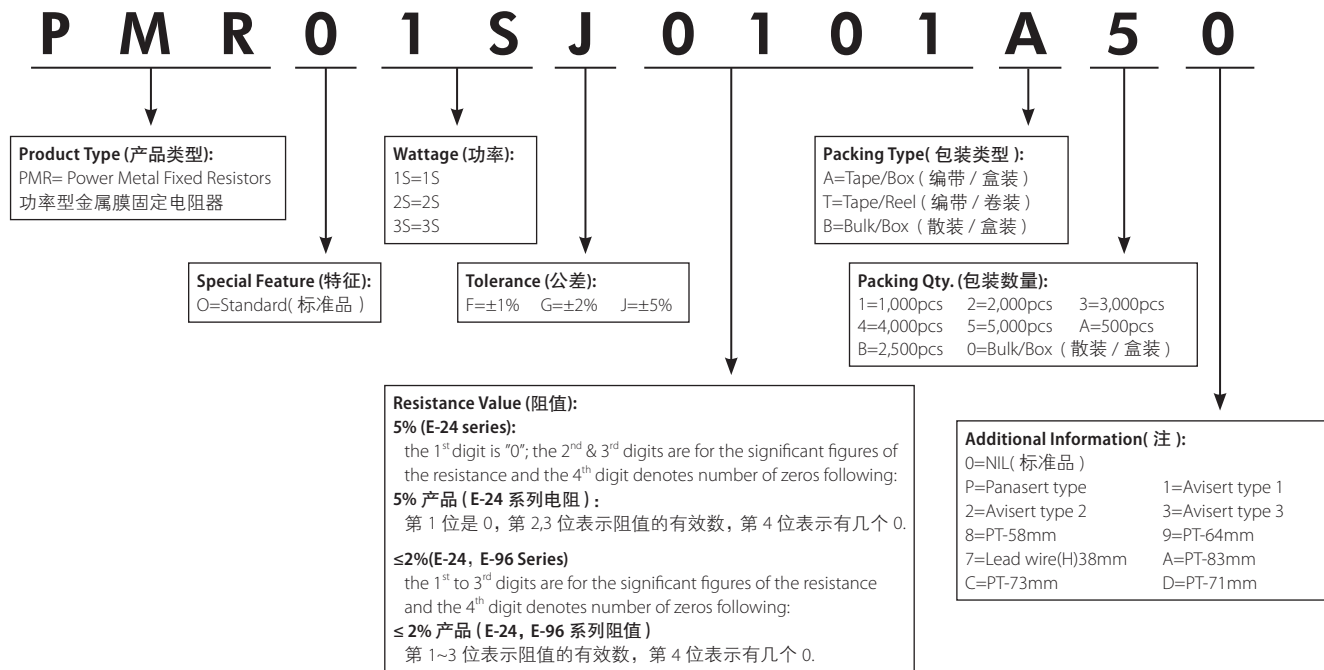 P M R 0 1 S J 0 1 0 1 A 5 0
Product Type (产品类型):
PMR= Power Metal Fixed Resistors
功率型金属膜固定电阻器
Wattage (功率):
1S=1S
2S=2S
3S=3S
Packing Type( 包装类型 ):
A=Tape/Box ( 编带 / 盒装 )
T=Tape/Reel ( 编带 / 卷装 )
B=Bulk/Box ( 散装 / 盒装 )
Special Feature (特征):
O=Standard( 标准品 )
Tolerance (公差):
F=±1% G=±2% J=±5%
Packing Qty. (包装数量):
1=1,000pcs 2=2,000pcs 3=3,000pcs
4=4,000pcs 5=5,000pcs A=500pcs
B=2,500pcs 0=Bulk/Box ( 散装 / 盒装 )
Resistance Value (阻值):
5% (E-24 series):
the 1st digit is "0"; the 2nd & 3rd digits are for the significant figures of
the resistance and the 4th digit denotes number of zeros following:
5% 产品 ( E-24 系列电阻 ) :
第 1 位是 0, 第 2,3 位表示阻值的有效数, 第 4 位表示有几个 0.
≤2%(E-24, E-96 Series)
the 1st to 3rd digits are for the significant figures of the resistance
and the 4th digit denotes number of zeros following:
≤ 2% 产品 ( E-24, E-96 系列阻值 )
第 1~3 位表示阻值的有效数, 第 4 位表示有几个 0.
Additional Information( 注 ):
0=NIL( 标准品 )
P=Panasert type 1=Avisert type 1
2=Avisert type 2 3=Avisert type 3
8=PT-58mm 9=PT-64mm
7=Lead wire(H)38mm A=PT-83mm
C=PT-73mm D=PT-71mm